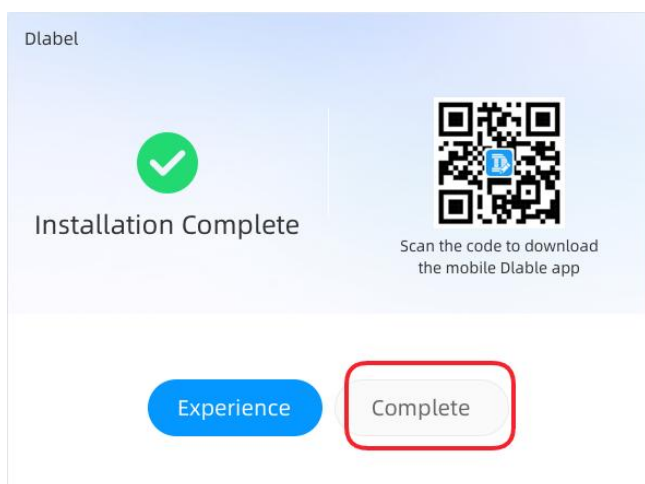 Dlabel
Installation Complete
Scan the code to download
the mobile Dlable app
Experience
Complete